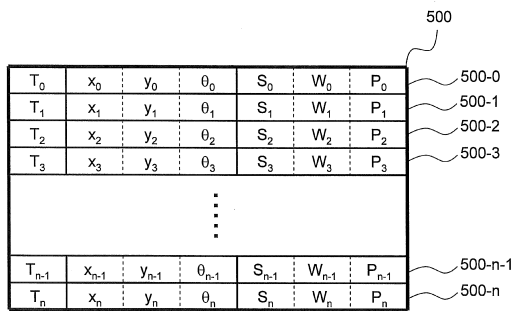 500
T₀ x₀ y₀ θ₀ S₀ W₀ P₀ 500-0
T₁ x₁ y₁ θ₁ S₁ W₁ P₁ 500-1
T₂ x₂ y₂ θ₂ S₂ W₂ P₂ 500-2
T₃ x₃ y₃ θ₃ S₃ W₃ P₃ 500-3
Tₙ₋₁ xₙ₋₁ yₙ₋₁ θₙ₋₁ Sₙ₋₁ Wₙ₋₁ Pₙ₋₁ 500-n-1
Tₙ xₙ yₙ θₙ Sₙ Wₙ Pₙ 500-n